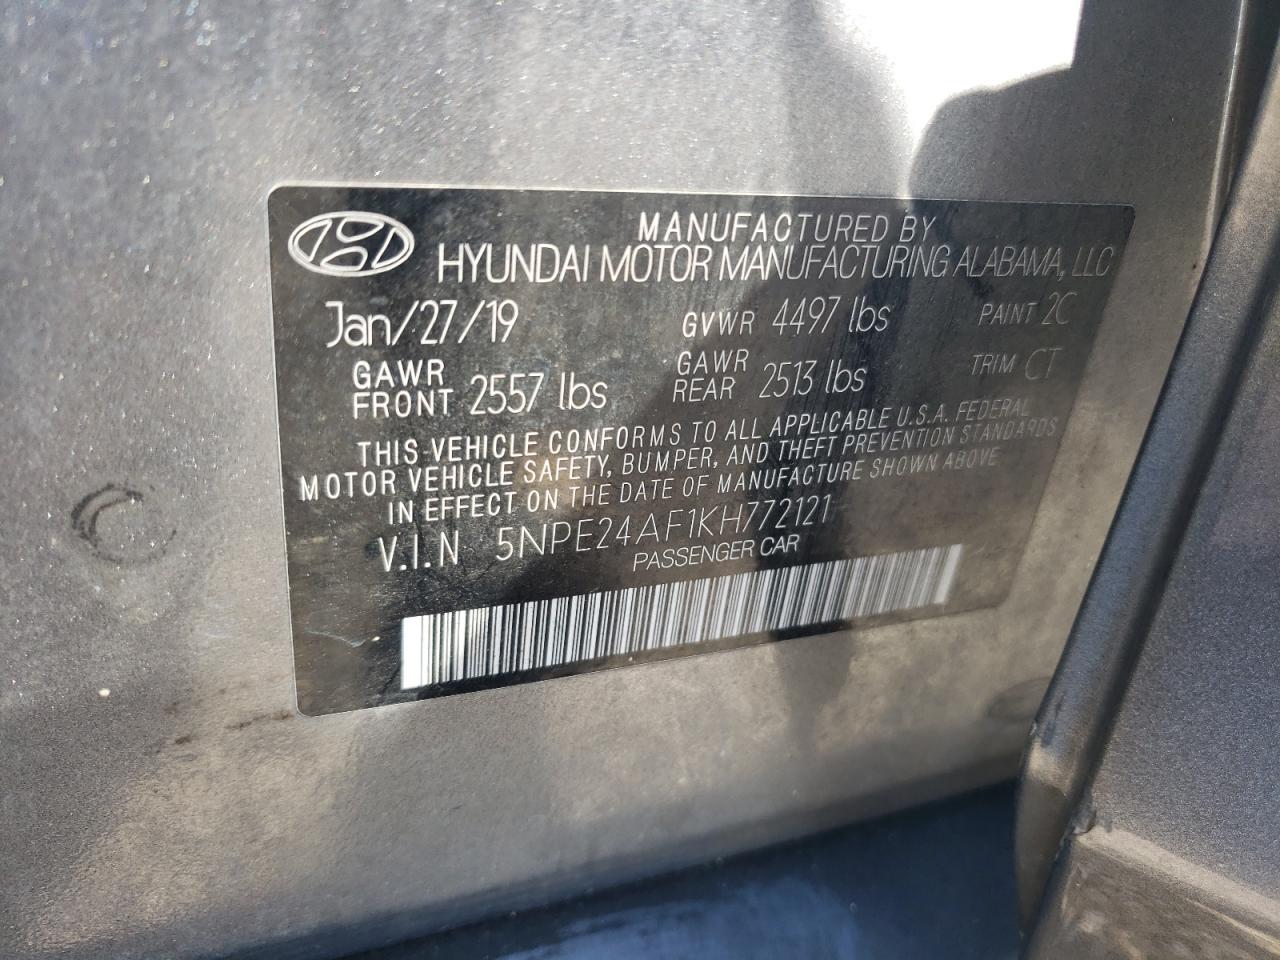 MANUFACTURED BY
HYUNDAI MOTOR MANUFACTURING ALABAMA, LLC
Jan/27/19 GVWR 4497 lbs PAINT 2C
GAWR FRONT 2557 lbs GAWR REAR 2513 lbs TRIM CT
THIS VEHICLE CONFORMS TO ALL APPLICABLE U.S.A. FEDERAL
MOTOR VEHICLE SAFETY, BUMPER, AND THEFT PREVENTION STANDARDS
IN EFFECT ON THE DATE OF MANUFACTURE SHOWN ABOVE
V.I.N 5NPE24AF1KH772121
PASSENGER CAR